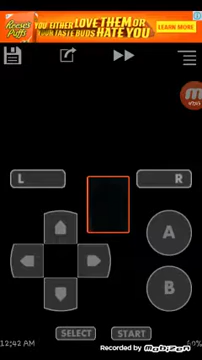 REESE'S
PUFFS
YOU EITHER LOVE THEM OR
YOUR TASTE BUDS HATE YOU
LEARN MORE
L
R
A
B
12:42 AM
SELECT
START
Recorded by Mobizen